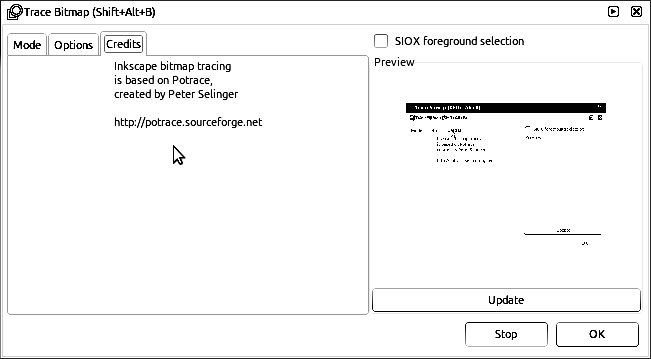 Trace Bitmap (Shift+Alt+B)
Mode
Options
Credits
SIOX foreground selection
Preview
Inkscape bitmap tracing
is based on Potrace,
created by Peter Selinger
http://potrace.sourceforge.net
Update
Stop
OK